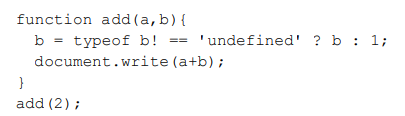 function add(a,b){
  b = typeof b! == 'undefined' ? b : 1;
  document.write(a+b);
}
add(2);